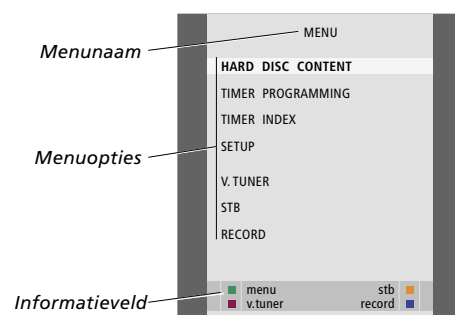 MENU
Menunaam
HARD DISC CONTENT
TIMER PROGRAMMING
TIMER INDEX
Menuopties
SETUP
V. TUNER
STB
RECORD
Informatieveld
menu stb
v.tuner record